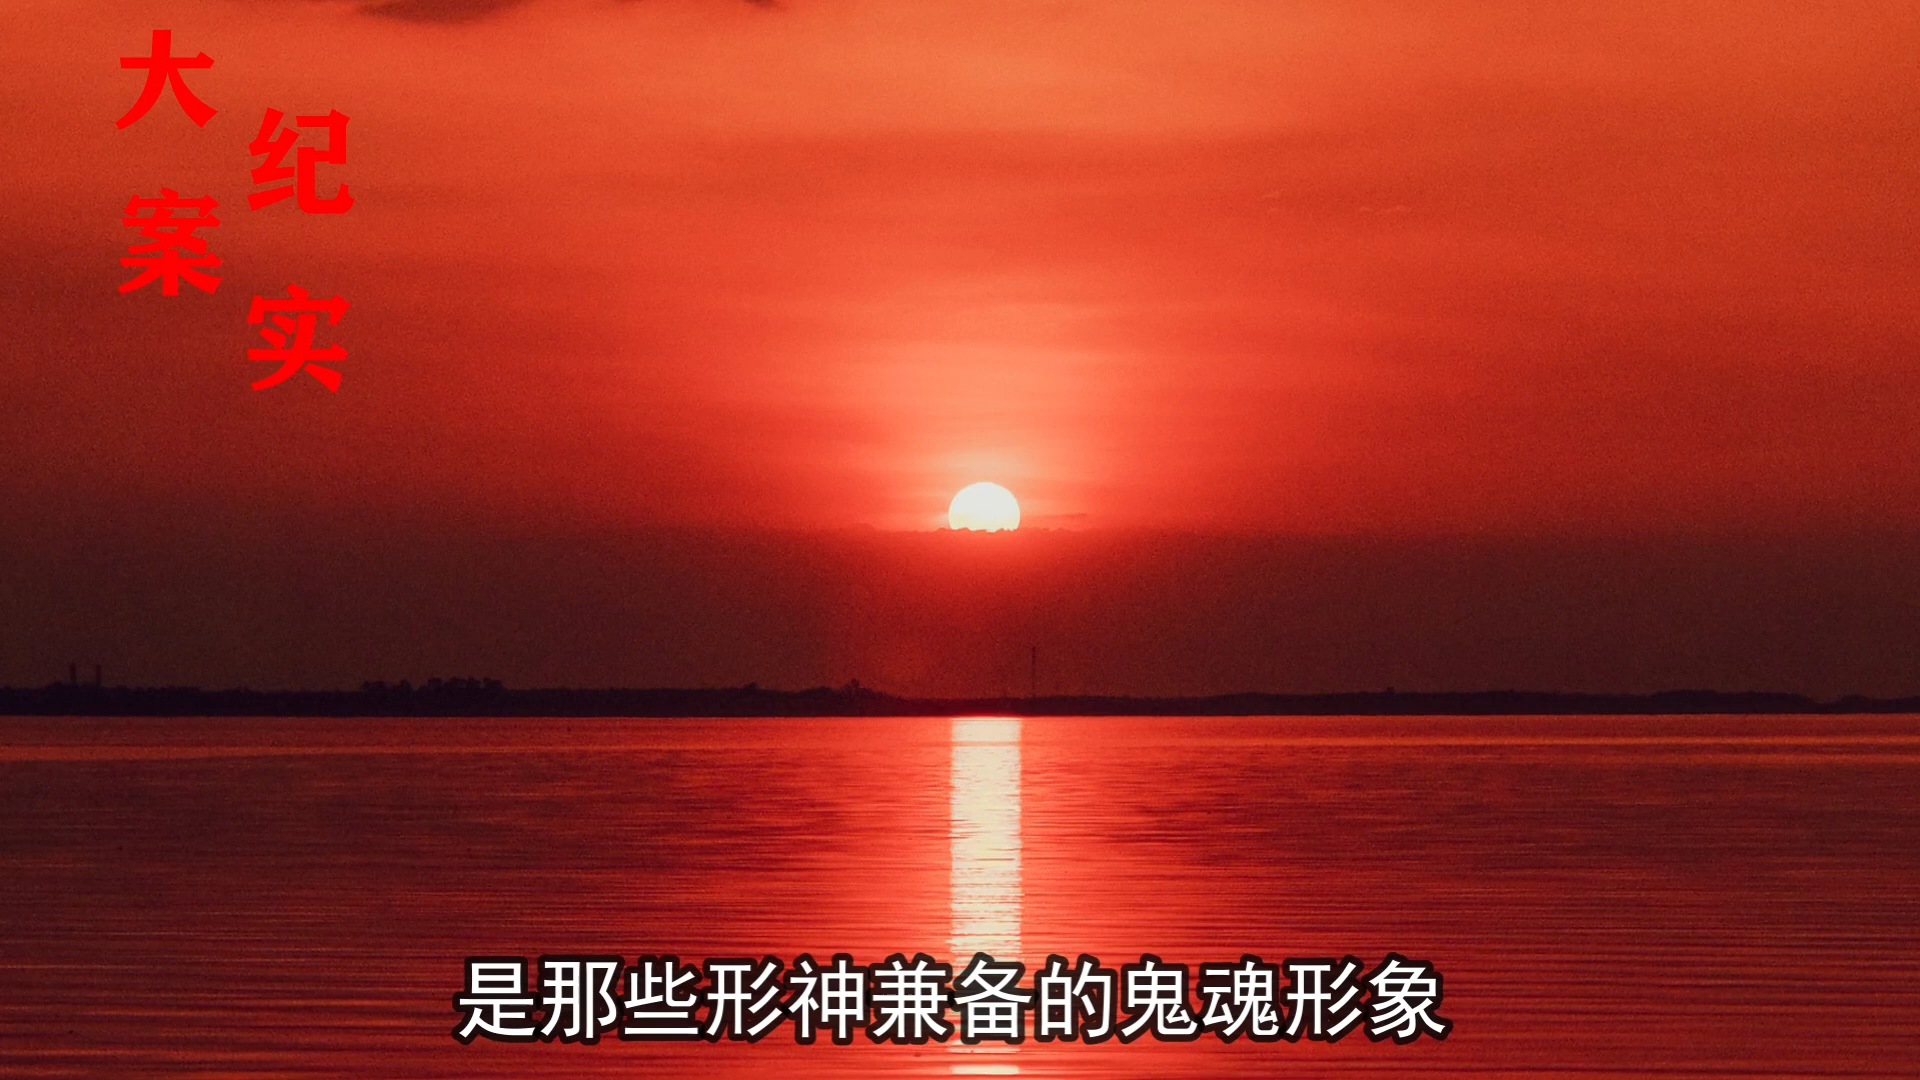 大案
纪实
是那些形神兼备的鬼魂形象